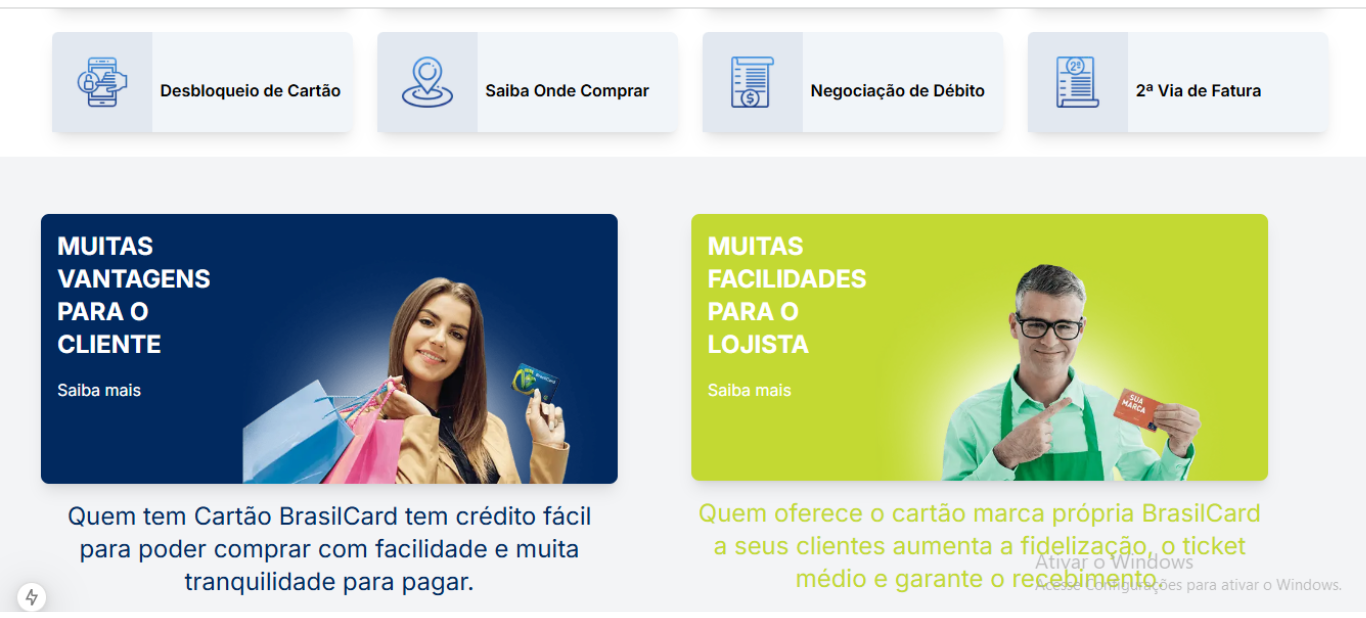 Desbloqueio de Cartão
Saiba Onde Comprar
Negociação de Débito
2ª
2ª Via de Fatura
MUITAS
VANTAGENS
PARA O
CLIENTE
Saiba mais
BrasilCard
MUITAS
FACILIDADES
PARA O
LOJISTA
Saiba mais
SUA
MARCA
Quem tem Cartão BrasilCard tem crédito fácil
para poder comprar com facilidade e muita
tranquilidade para pagar.
Quem oferece o cartão marca própria BrasilCard
a seus clientes aumenta a fidelização, o ticket
médio e garante o recebimento.
Ativar o Windows
Acesse Configurações para ativar o Windows.